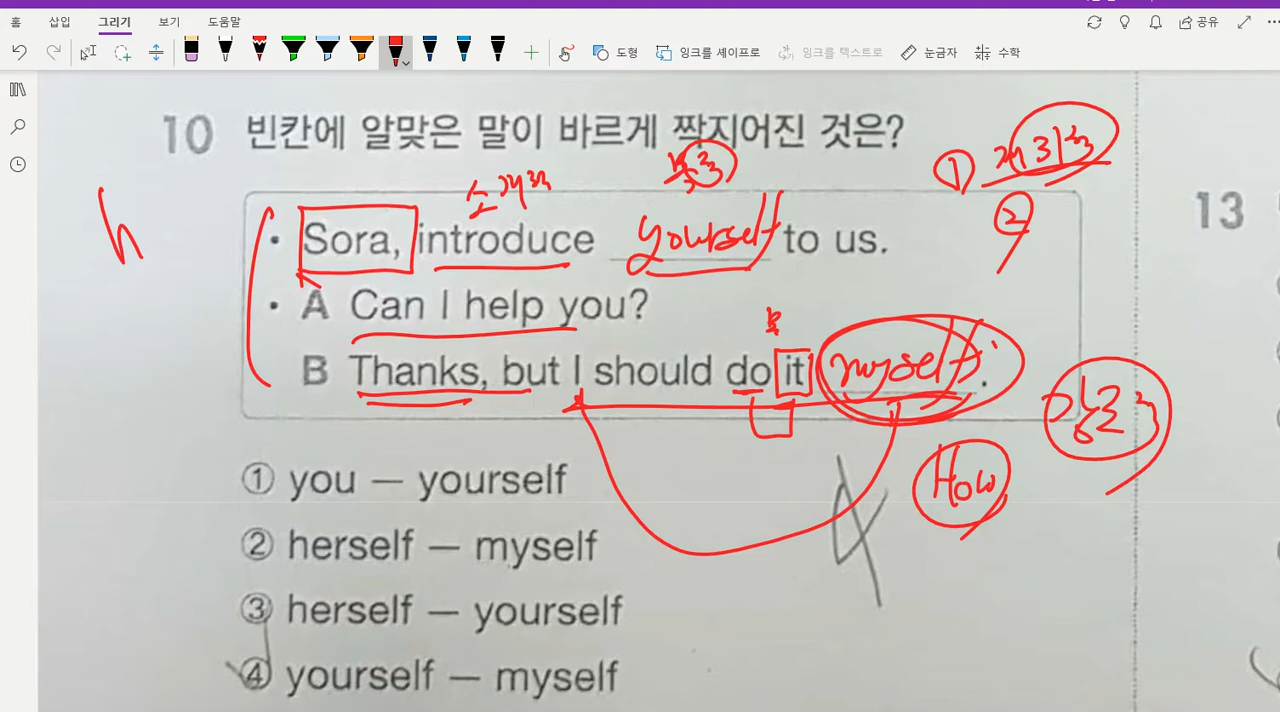 홈 삽입 그리기 보기 도움말 공유
도형 잉크를 셰이프로 잉크를 텍스트로 눈금자 수학
10 빈칸에 알맞은 말이 바르게 짝지어진 것은?
①
②
13
• Sora, introduce yourself to us.
• A Can I help you?
B Thanks, but I should do it myself.
강조
How
① you – yourself
② herself – myself
③ herself – yourself
④ yourself – myself